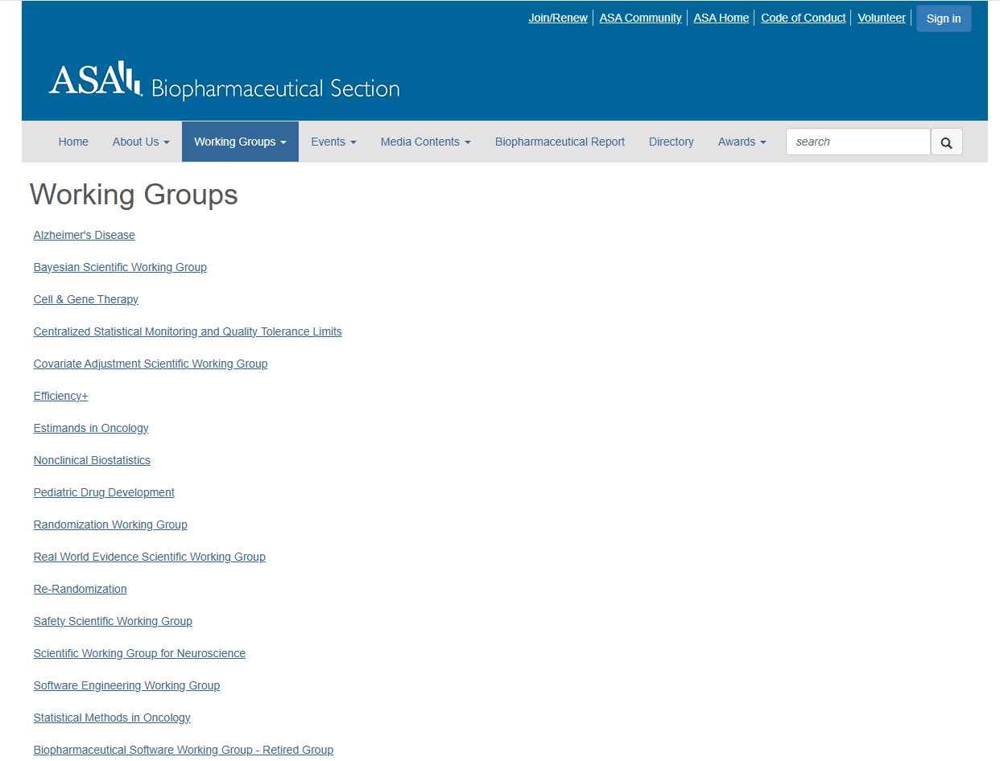 Join/Renew ASA Community ASA Home Code of Conduct Volunteer Sign in
ASA Biopharmaceutical Section
Home About Us Working Groups Events Media Contents Biopharmaceutical Report Directory Awards search
Working Groups
Alzheimer's Disease
Bayesian Scientific Working Group
Cell & Gene Therapy
Centralized Statistical Monitoring and Quality Tolerance Limits
Covariate Adjustment Scientific Working Group
Efficiency+
Estimands in Oncology
Nonclinical Biostatistics
Pediatric Drug Development
Randomization Working Group
Real World Evidence Scientific Working Group
Re-Randomization
Safety Scientific Working Group
Scientific Working Group for Neuroscience
Software Engineering Working Group
Statistical Methods in Oncology
Biopharmaceutical Software Working Group - Retired Group